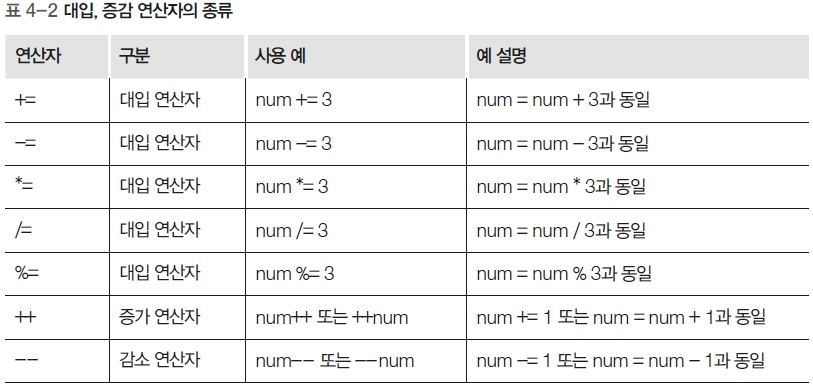 표 4-2 대입, 증감 연산자의 종류
연산자 구분 사용 예 예 설명
+= 대입 연산자 num += 3 num = num + 3과 동일
-= 대입 연산자 num -= 3 num = num - 3과 동일
*= 대입 연산자 num *= 3 num = num * 3과 동일
/= 대입 연산자 num /= 3 num = num / 3과 동일
%= 대입 연산자 num %= 3 num = num % 3과 동일
++ 증가 연산자 num++ 또는 ++num num += 1 또는 num = num + 1과 동일
-- 감소 연산자 num-- 또는 --num num -= 1 또는 num = num - 1과 동일